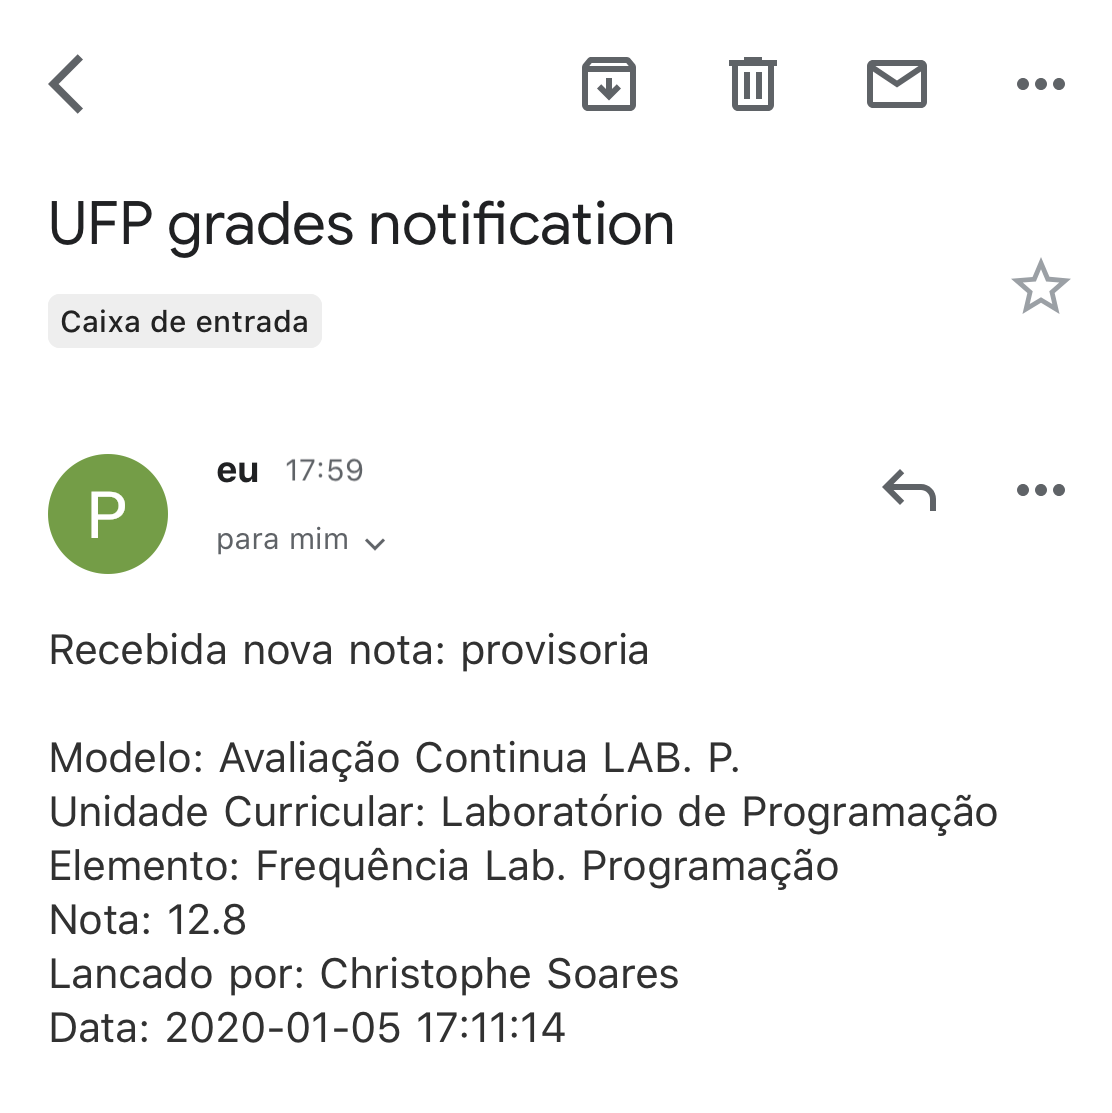 UFP grades notification
Caixa de entrada
P
eu 17:59
para mim
Recebida nova nota: provisoria
Modelo: Avaliação Continua LAB. P.
Unidade Curricular: Laboratório de Programação
Elemento: Frequência Lab. Programação
Nota: 12.8
Lancado por: Christophe Soares
Data: 2020-01-05 17:11:14